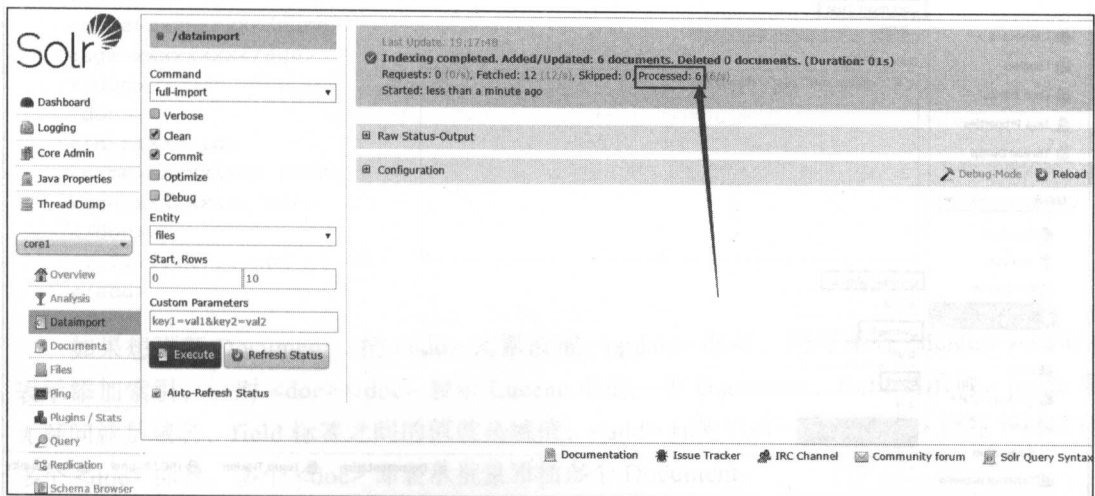 Solr
Dashboard
Logging
Core Admin
Java Properties
Thread Dump
core1
Overview
Analysis
Dataimport
Documents
Files
Ping
Plugins / Stats
Query
Replication
Schema Browser
/dataimport
Command
full-import
Verbose
Clean
Commit
Optimize
Debug
Entity
files
Start, Rows
0 10
Custom Parameters
key1=val1&key2=val2
Execute Refresh Status
Auto-Refresh Status
Last Update: 19:17:48
Indexing completed. Added/Updated: 6 documents. Deleted 0 documents. (Duration: 01s)
Requests: 0 (0/s), Fetched: 12 (12/s), Skipped: 0, Processed: 6 (6/s)
Started: less than a minute ago
Raw Status-Output
Configuration
Debug-Mode Reload
Documentation Issue Tracker IRC Channel Community forum Solr Query Syntax